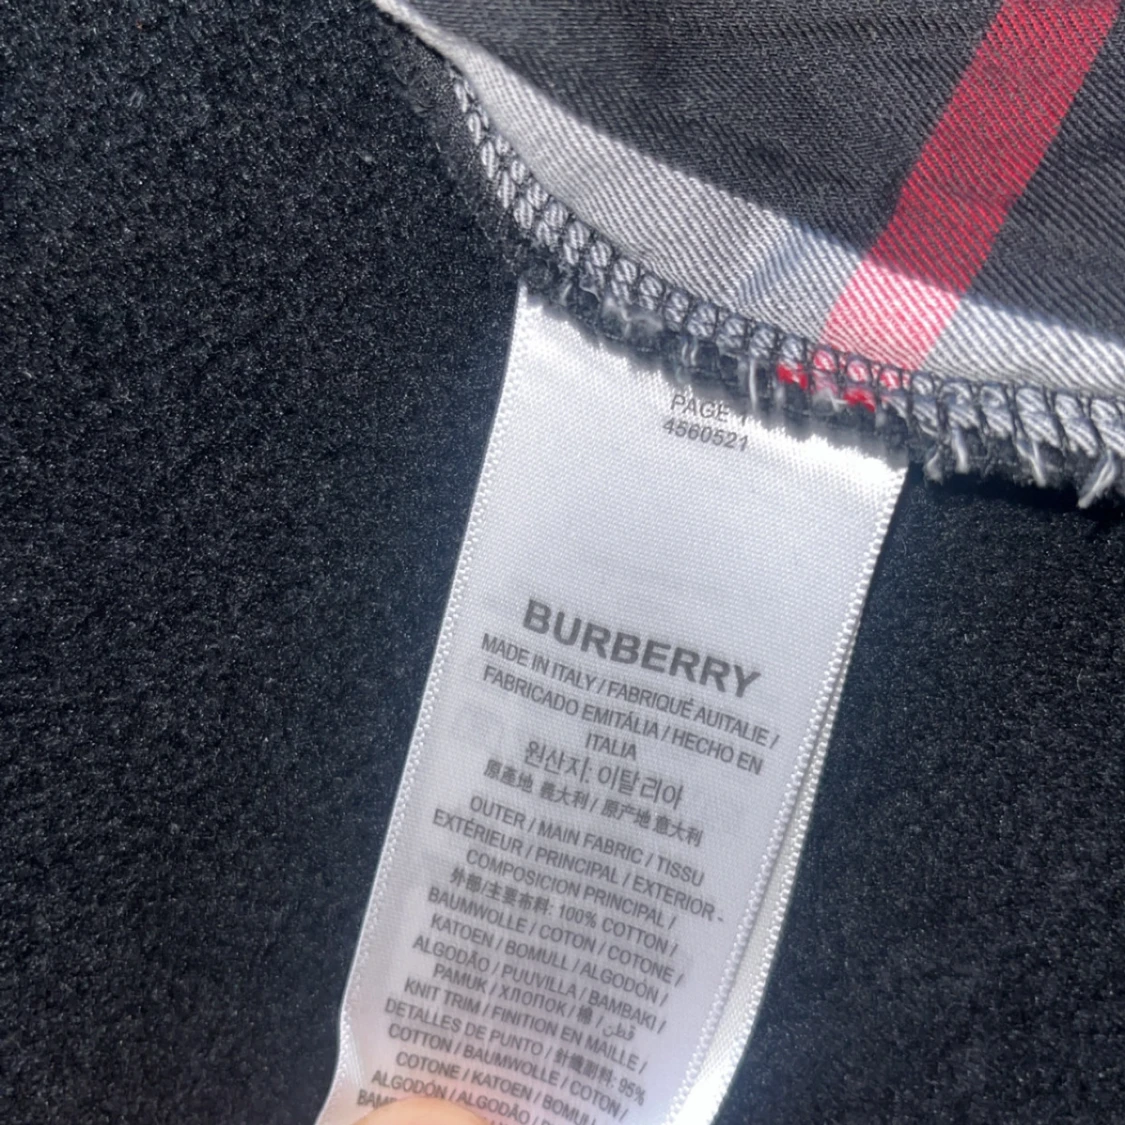 PAGE 1
4560521
BURBERRY
MADE IN ITALY / FABRIQUÉ AUITALIE /
FABRICADO EMITÁLIA / HECHO EN
ITALIA
원산지: 이탈리아
原產地 義大利 / 原产地 意大利
OUTER / MAIN FABRIC / TISSU
EXTÉRIEUR / PRINCIPAL / EXTERIOR -
COMPOSICION PRINCIPAL /
外部/主要布料: 100% COTTON /
BAUMWOLLE / COTON / COTONE /
KATOEN / BOMULL / ALGODÓN /
ALGODÃO / PUUVILLA / BAMBAKI /
PAMUK / ХЛОПОК / 棉 / قطن /
KNIT TRIM / FINITION EN MAILLE /
DETALLES DE PUNTO / 針織副料: 95%
COTTON / BAUMWOLLE / COTON /
COTONE / KATOEN / BOMULL /
ALGODÓN / ALGODÃO /